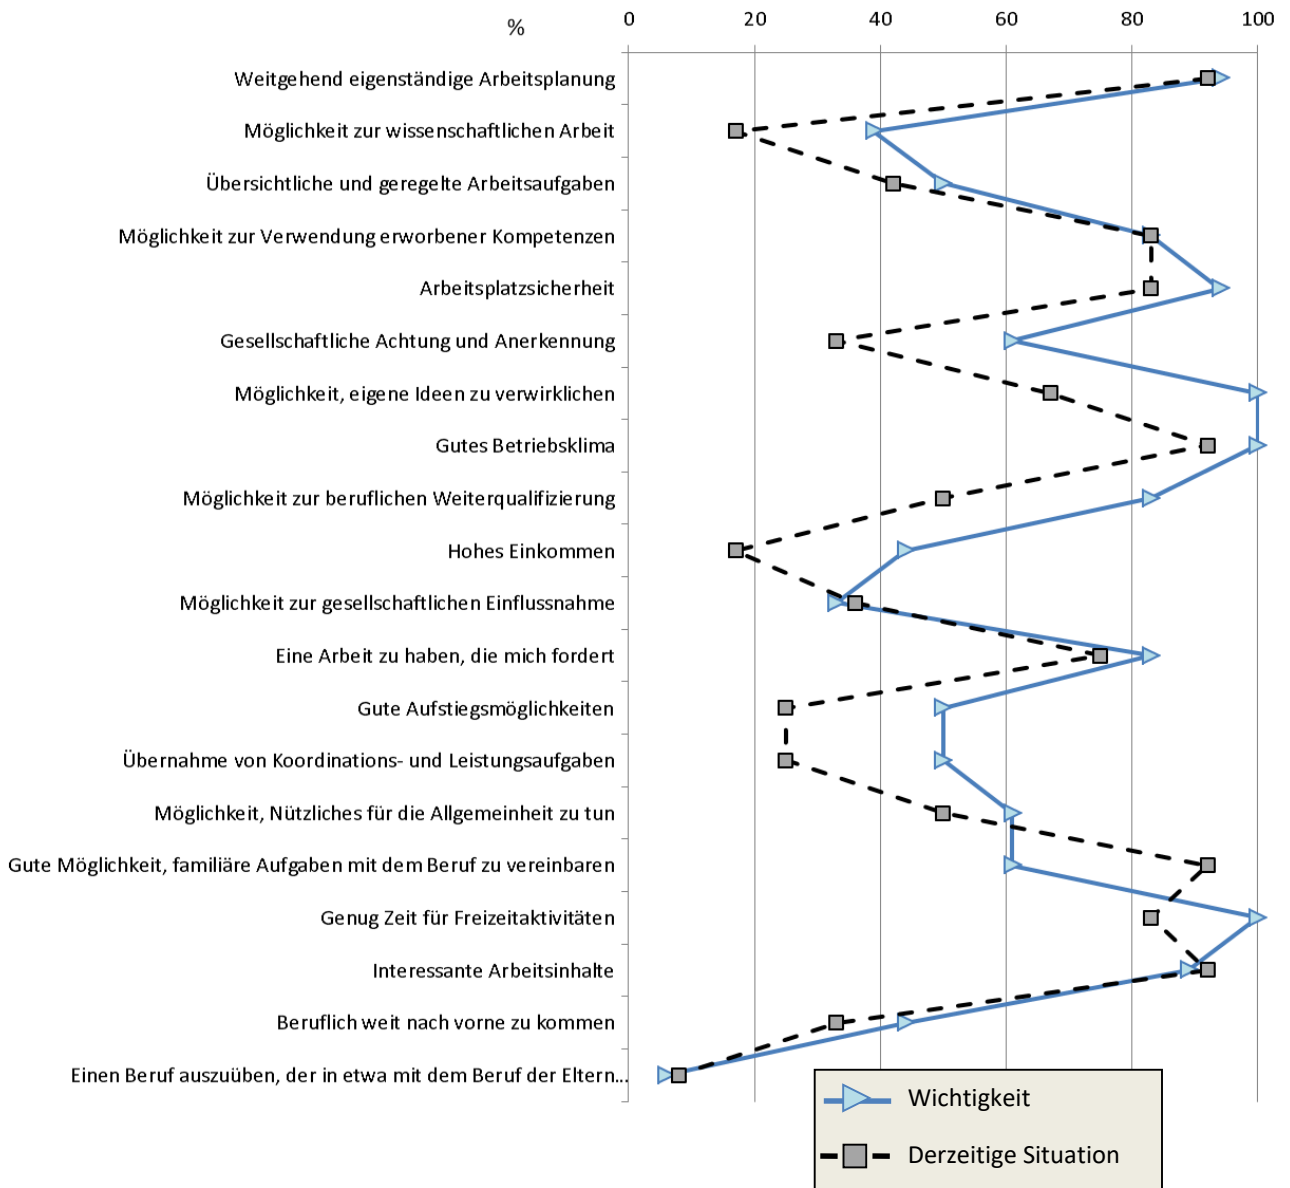 % 0 20 40 60 80 100
Weitgehend eigenständige Arbeitsplanung
Möglichkeit zur wissenschaftlichen Arbeit
Übersichtliche und geregelte Arbeitsaufgaben
Möglichkeit zur Verwendung erworbener Kompetenzen
Arbeitsplatzsicherheit
Gesellschaftliche Achtung und Anerkennung
Möglichkeit, eigene Ideen zu verwirklichen
Gutes Betriebsklima
Möglichkeit zur beruflichen Weiterqualifizierung
Hohes Einkommen
Möglichkeit zur gesellschaftlichen Einflussnahme
Eine Arbeit zu haben, die mich fordert
Gute Aufstiegsmöglichkeiten
Übernahme von Koordinations- und Leistungsaufgaben
Möglichkeit, Nützliches für die Allgemeinheit zu tun
Gute Möglichkeit, familiäre Aufgaben mit dem Beruf zu vereinbaren
Genug Zeit für Freizeitaktivitäten
Interessante Arbeitsinhalte
Beruflich weit nach vorne zu kommen
Einen Beruf auszuüben, der in etwa mit dem Beruf der Eltern...
Wichtigkeit
Derzeitige Situation